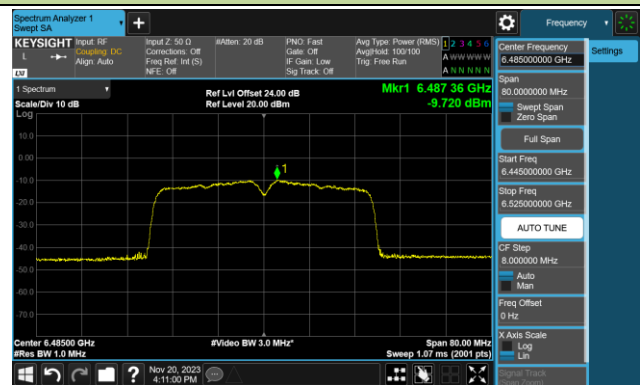 Spectrum Analyzer 1
Swept SA
Frequency
KEYSIGHT
L
Input: RF
Coupling: DC
Align: Auto
Input Z: 50 Ω
Corrections: Off
Freq Ref: Int (S)
NFE: Off
#Atten: 20 dB
PNO: Fast
Gate: Off
IF Gain: Low
Sig Track: Off
Avg Type: Power (RMS)
Avg|Hold: 100/100
Trig: Free Run
1 2 3 4 5 6
A W W W W W
A N N N N N
1 Spectrum
Scale/Div 10 dB
Log
Ref Lvl Offset 24.00 dB
Ref Level 20.00 dBm
Mkr1 6.487 36 GHz
-9.720 dBm
10.0
0.00
-10.0
-20.0
-30.0
-40.0
-50.0
-60.0
-70.0
1
Center 6.48500 GHz
#Res BW 1.0 MHz
#Video BW 3.0 MHz*
Span 80.00 MHz
Sweep 1.07 ms (2001 pts)
Center Frequency
6.485000000 GHz
Settings
Span
80.0000000 MHz
Swept Span
Zero Span
Full Span
Start Freq
6.445000000 GHz
Stop Freq
6.525000000 GHz
AUTO TUNE
CF Step
8.000000 MHz
Auto
Man
Freq Offset
0 Hz
X Axis Scale
Log
Lin
Signal Track
(Span Zoom)
Nov 20, 2023
4:11:00 PM